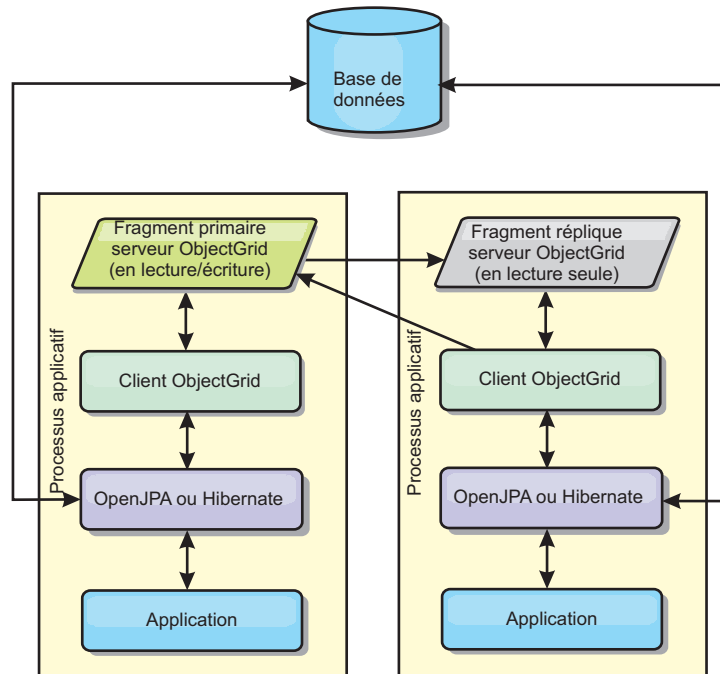 Base de
données
Fragment primaire
serveur ObjectGrid
(en lecture/écriture)
Fragment réplique
serveur ObjectGrid
(en lecture seule)
Processus applicatif
Client ObjectGrid
Processus applicatif
Client ObjectGrid
OpenJPA ou Hibernate
OpenJPA ou Hibernate
Application
Application